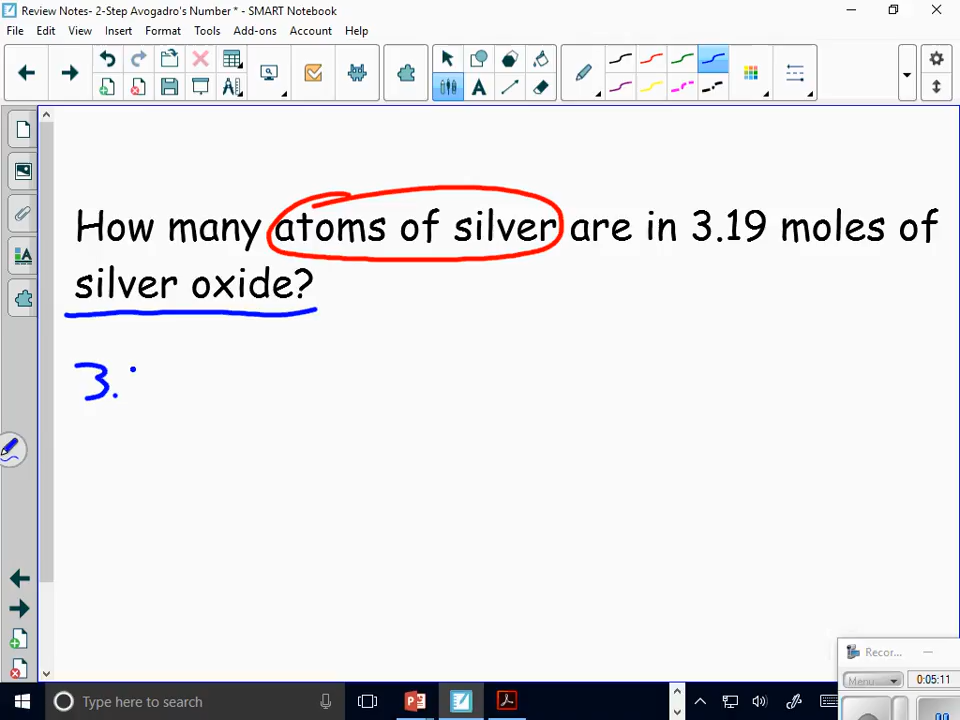 Review Notes- 2-Step Avogadro's Number * - SMART Notebook
File Edit View Insert Format Tools Add-ons Account Help
How many atoms of silver are in 3.19 moles of
silver oxide?
3.
Recor...
Menu...
0:05:11
Type here to search